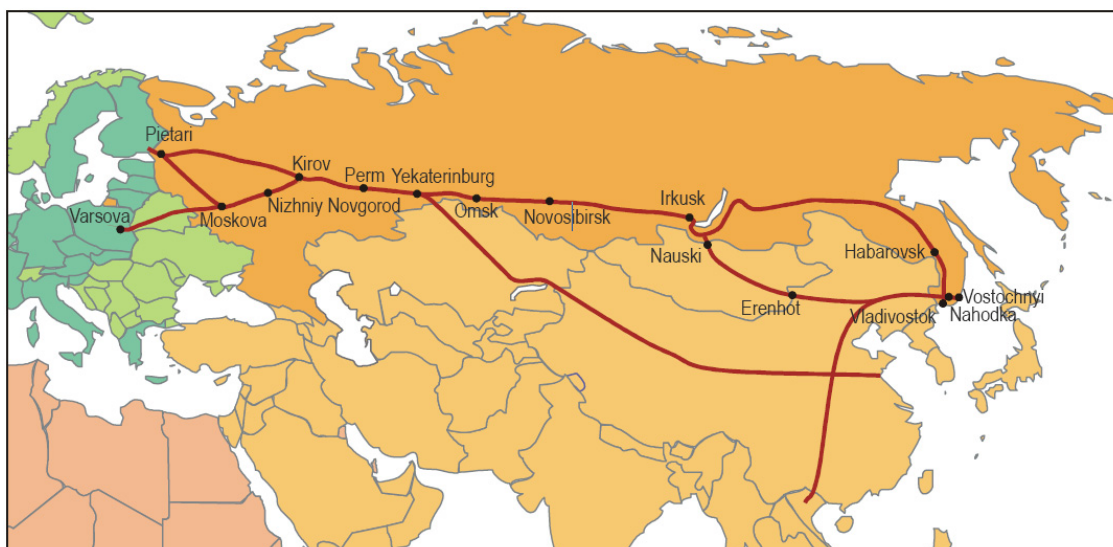 Pietari
Kirov
Perm
Yekaterinburg
Varsova
Moskova
Nizhniy Novgorod
Omsk
Novosibirsk
Irkusk
Nauski
Habarovsk
Erenhot
Vostochnyi
Vladivostok
Nahodka